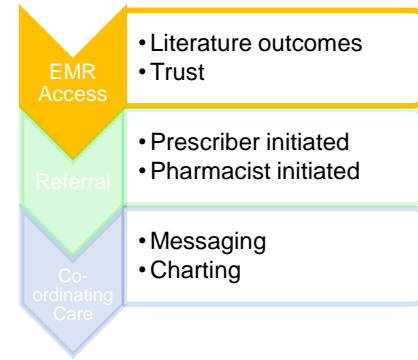 EMR
Access
• Literature outcomes
• Trust
Referral
• Prescriber initiated
• Pharmacist initiated
Co-
ordinating
Care
• Messaging
• Charting